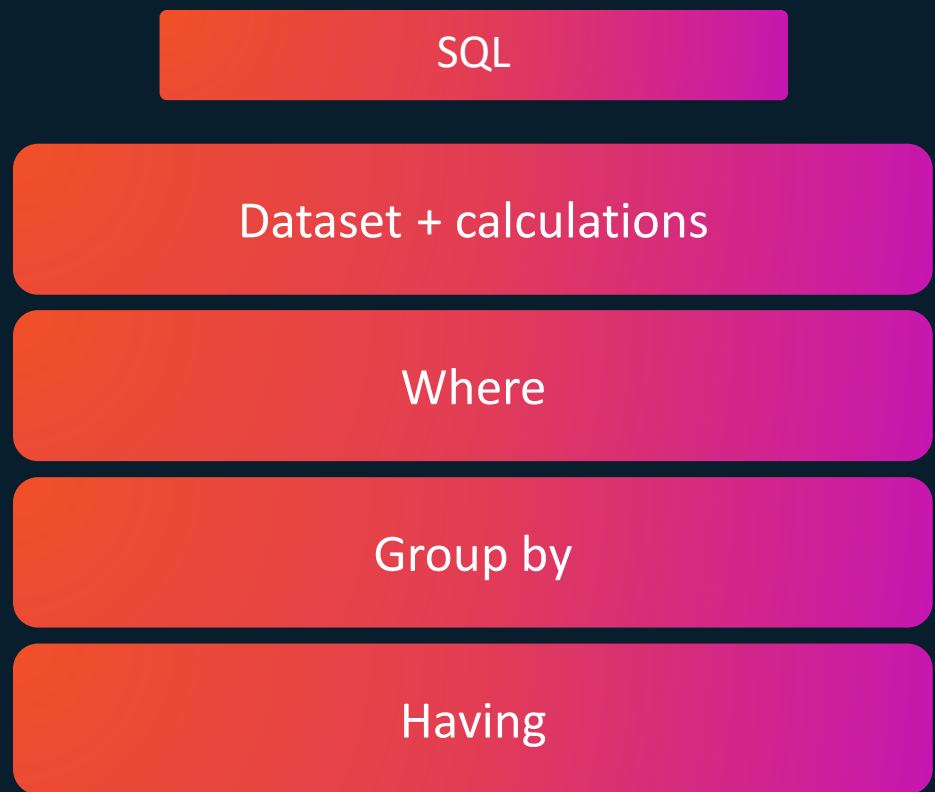 SQL
Dataset + calculations
Where
Group by
Having